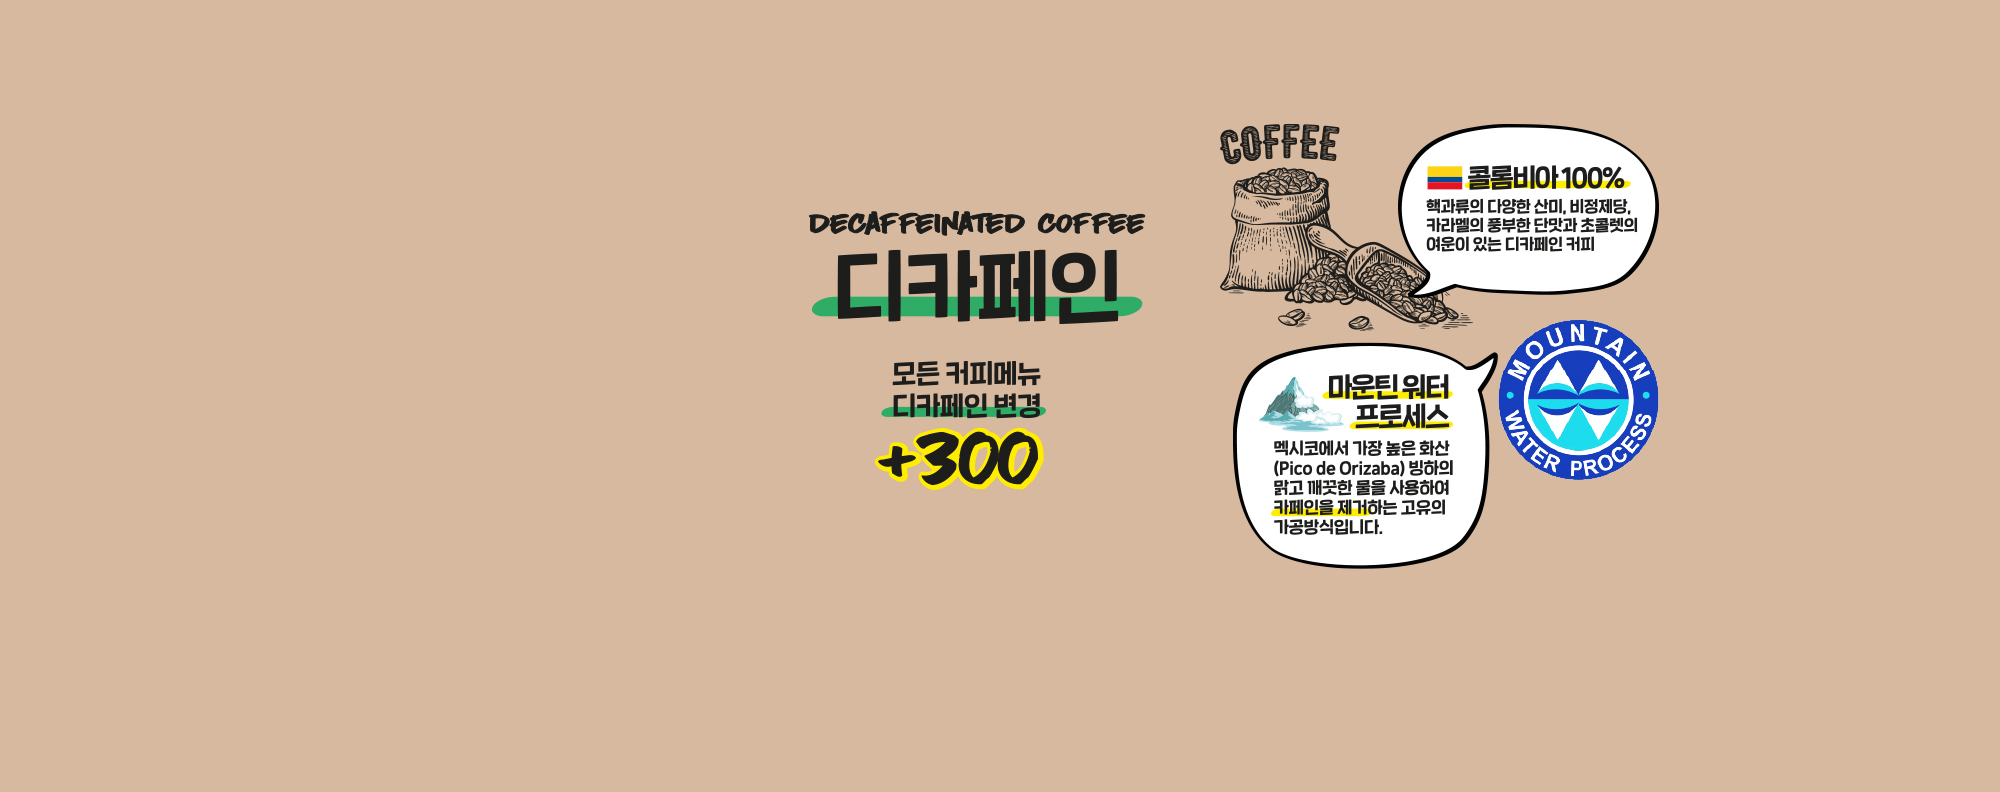 DECAFFEINATED COFFEE
디카페인
모든 커피메뉴
디카페인 변경
+300
COFFEE
콜롬비아 100%
핵과류의 다양한 산미, 비정제당,
카라멜의 풍부한 단맛과 초콜렛의
여운이 있는 디카페인 커피
마운틴 워터
프로세스
멕시코에서 가장 높은 화산
(Pico de Orizaba) 빙하의
맑고 깨끗한 물을 사용하여
카페인을 제거하는 고유의
가공방식입니다.
MOUNTAIN
WATER PROCESS